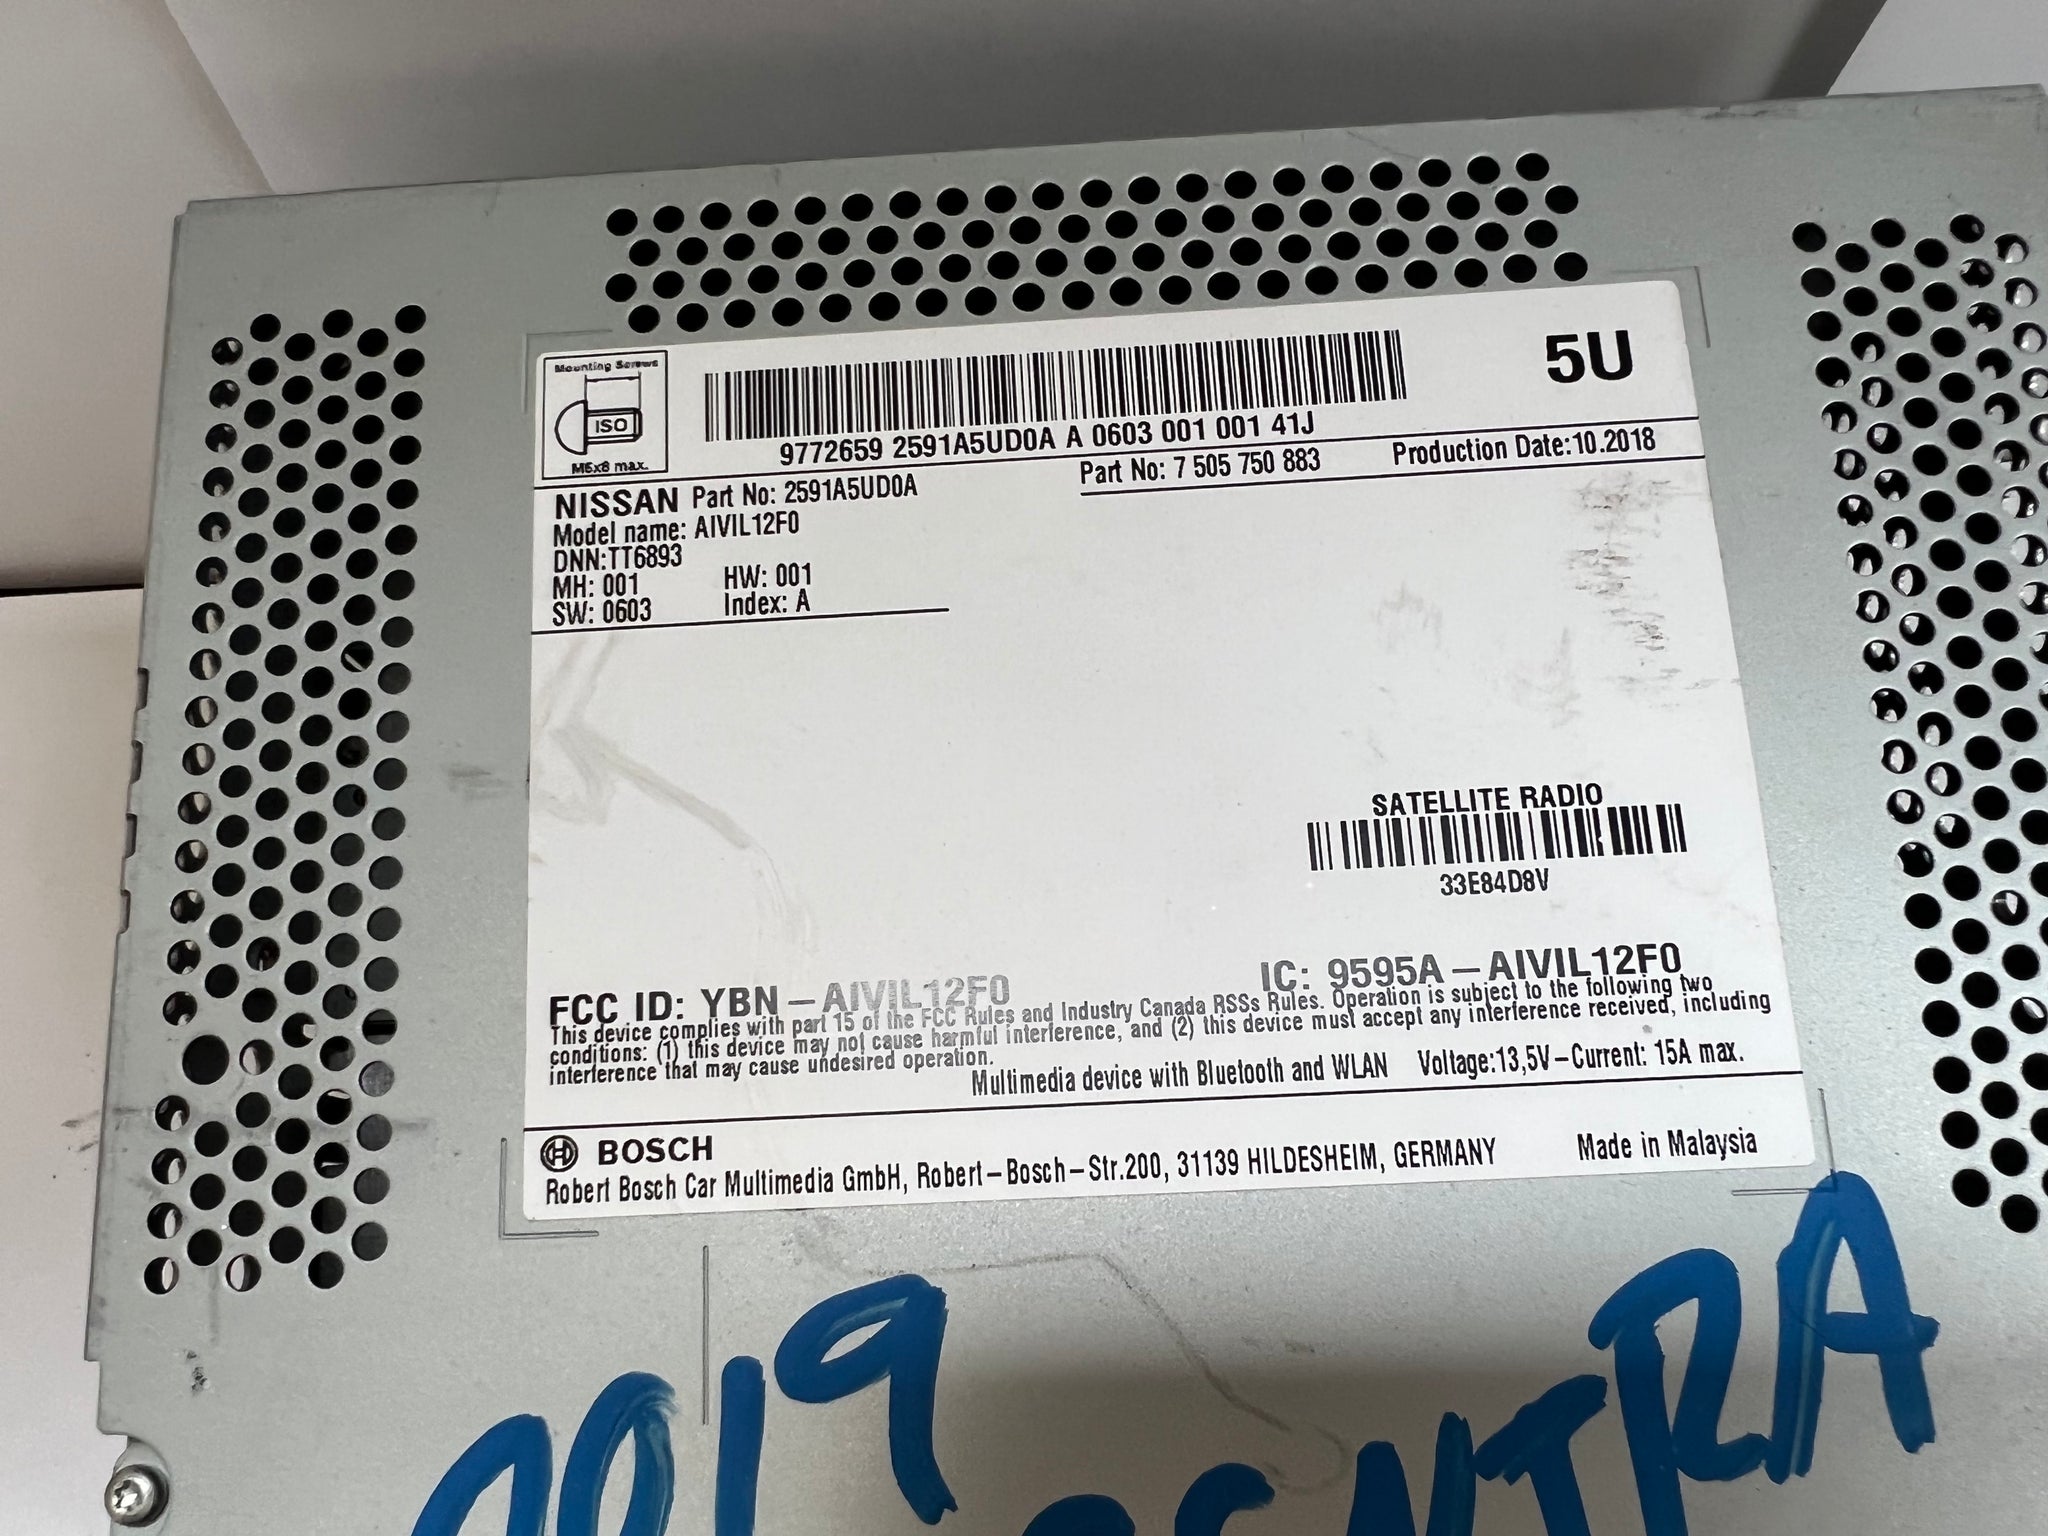 Mounting Screws
ISO
M5x8 max.
5U
9772659 2591A5UD0A A 0603 001 001 41J
NISSAN Part No: 2591A5UD0A
Part No: 7 505 750 883
Production Date:10.2018
Model name: AIVIL12F0
DNN:TT6893
MH: 001 HW: 001
SW: 0603 Index: A
SATELLITE RADIO
33E84D8V
FCC ID: YBN-AIVIL12F0 IC: 9595A-AIVIL12F0
This device complies with part 15 of the FCC Rules and Industry Canada RSSs Rules. Operation is subject to the following two
conditions: (1) this device may not cause harmful interference, and (2) this device must accept any interference received, including
interference that may cause undesired operation.
Multimedia device with Bluetooth and WLAN Voltage:13,5V-Current: 15A max.
BOSCH
Robert Bosch Car Multimedia GmbH, Robert-Bosch-Str.200, 31139 HILDESHEIM, GERMANY Made in Malaysia
2019 SENTRA